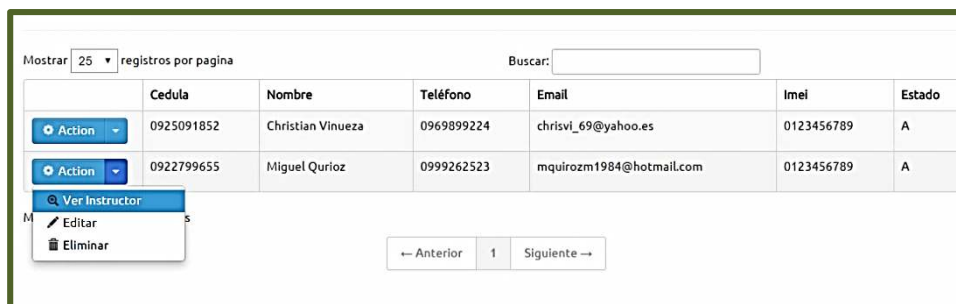 Mostrar 25 registros por pagina Buscar:
Cedula Nombre Teléfono Email Imei Estado
Action 0925091852 Christian Vinueza 0969899224 chrisvi_69@yahoo.es 0123456789 A
Action 0922799655 Miguel Qurioz 0999262523 mquirozm1984@hotmail.com 0123456789 A
Ver Instructor
Editar
Eliminar
← Anterior 1 Siguiente →